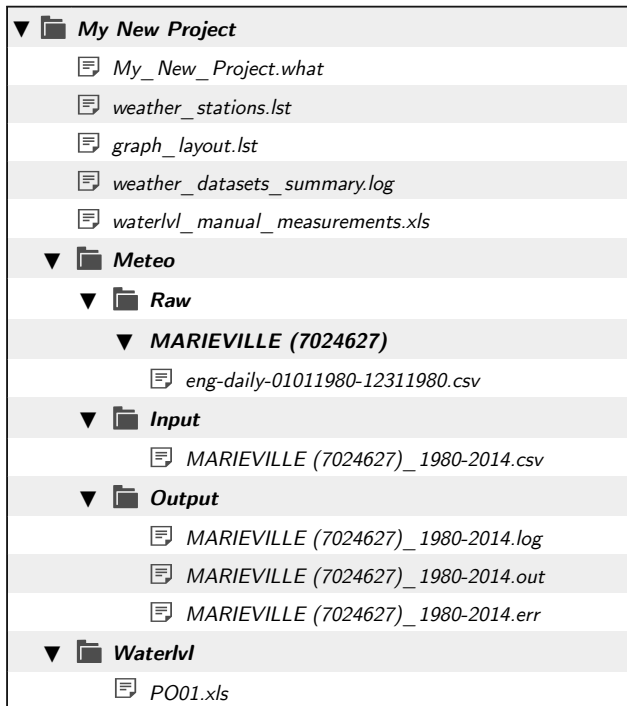 My New Project
My_New_Project.what
weather_stations.lst
graph_layout.lst
weather_datasets_summary.log
waterlvl_manual_measurements.xls
Meteo
Raw
MARIEVILLE (7024627)
eng-daily-01011980-12311980.csv
Input
MARIEVILLE (7024627)_1980-2014.csv
Output
MARIEVILLE (7024627)_1980-2014.log
MARIEVILLE (7024627)_1980-2014.out
MARIEVILLE (7024627)_1980-2014.err
Waterlvl
PO01.xls